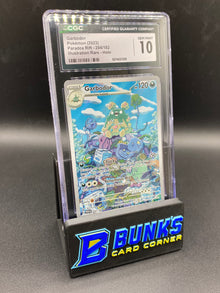 CGC
CERTIFIED GUARANTY COMPANY
Garbodor
Pokémon (2023)
Paradox Rift - 204/182
Illustration Rare - Holo
GEM MINT
10
Garbodor
120
BUNKS
CARD CORNER